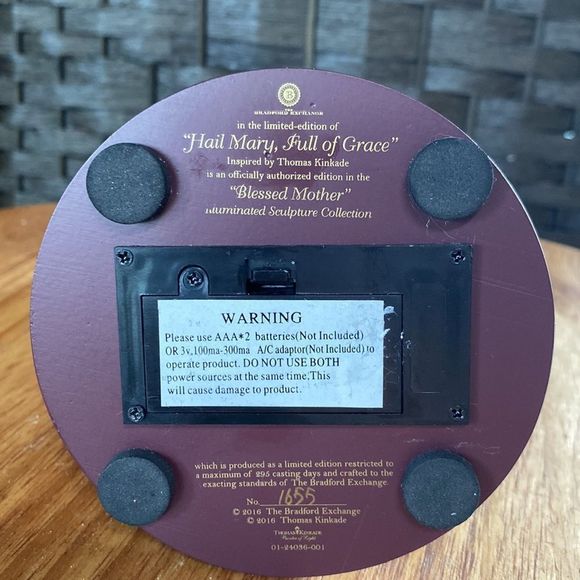 B
THE
BRADFORD EXCHANGE
in the limited-edition of
"Hail Mary, Full of Grace"
Inspired by Thomas Kinkade
is an officially authorized edition in the
"Blessed Mother"
Illuminated Sculpture Collection
WARNING
Please use AAA*2 batteries(Not Included)
OR 3v,100ma-300ma A/C adaptor(Not Included) to
operate product. DO NOT USE BOTH
power sources at the same time,This
will cause damage to product.
which is produced as a limited edition restricted to
a maximum of 295 casting days and crafted to the
exacting standards of The Bradford Exchange.
No. 1655
© 2016 The Bradford Exchange
© 2016 Thomas Kinkade
THOMAS KINKADE
Painter of Light
01-24036-001